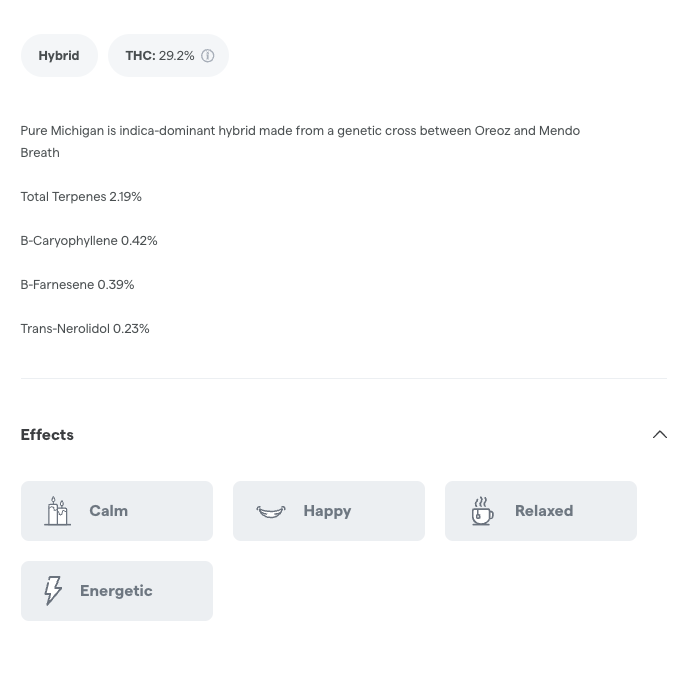 Hybrid
THC: 29.2%
Pure Michigan is indica-dominant hybrid made from a genetic cross between Oreoz and Mendo
Breath
Total Terpenes 2.19%
B-Caryophyllene 0.42%
B-Farnesene 0.39%
Trans-Nerolidol 0.23%
Effects
Calm
Happy
Relaxed
Energetic